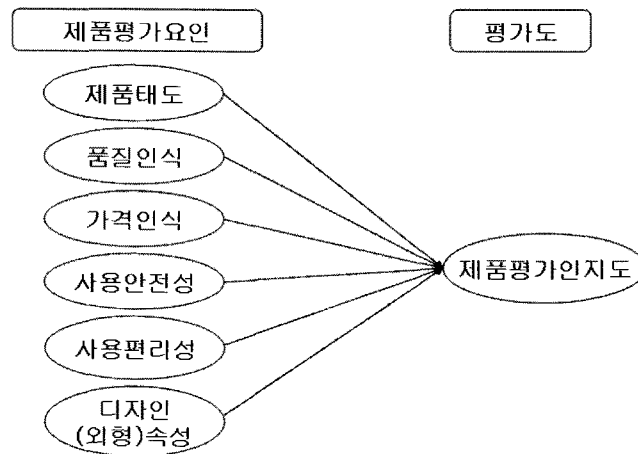 제품평가요인
평가도
제품태도
품질인식
가격인식
사용안전성
사용편리성
디자인
(외형)속성
제품평가인지도